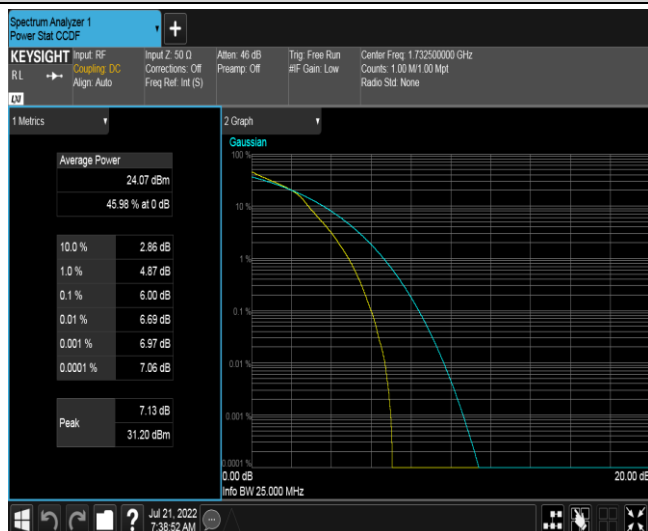 Spectrum Analyzer 1
Power Stat CCDF
+
KEYSIGHT
RL
LXI
Input: RF
Coupling: DC
Align: Auto
Input Z: 50 Ω
Corrections: Off
Freq Ref: Int (S)
Atten: 46 dB
Preamp: Off
Trig: Free Run
#IF Gain: Low
Center Freq: 1.732500000 GHz
Counts: 1.00 M/1.00 Mpt
Radio Std: None
1 Metrics
Average Power
24.07 dBm
45.98 % at 0 dB
10.0 % 2.86 dB
1.0 % 4.87 dB
0.1 % 6.00 dB
0.01 % 6.69 dB
0.001 % 6.97 dB
0.0001 % 7.06 dB
Peak
7.13 dB
31.20 dBm
2 Graph
Gaussian
100 %
10 %
1 %
0.1 %
0.01 %
0.001 %
0.0001 %
0.00 dB 20.00 dB
Info BW 25.000 MHz
?
Jul 21, 2022
7:38:52 AM